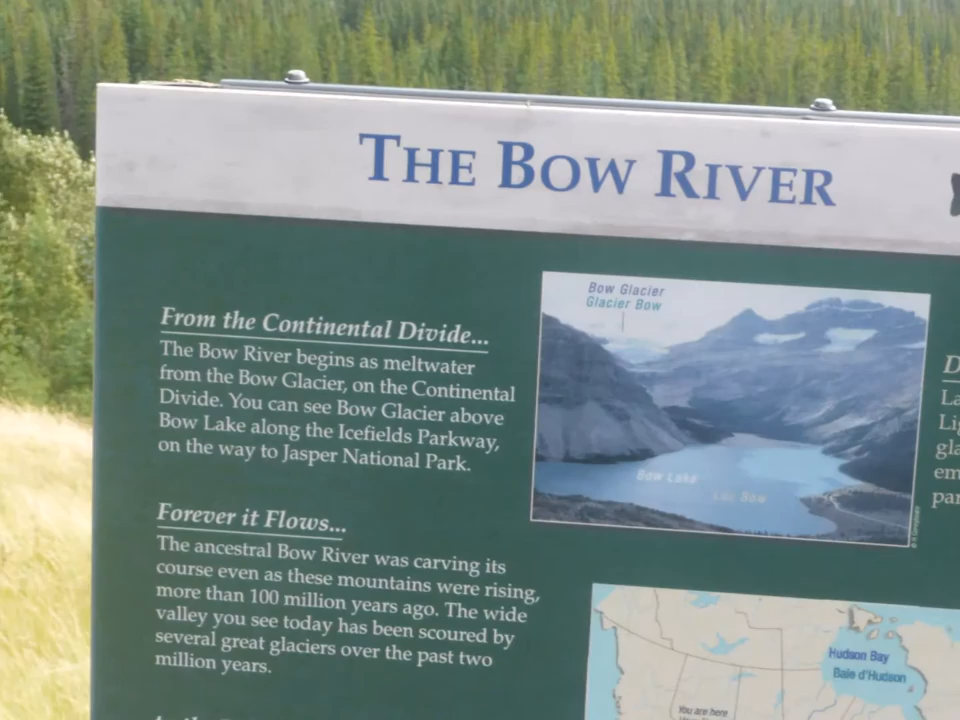 THE BOW RIVER
From the Continental Divide...
The Bow River begins as meltwater
from the Bow Glacier, on the Continental
Divide. You can see Bow Glacier above
Bow Lake along the Icefields Parkway,
on the way to Jasper National Park.
Forever it Flows...
The ancestral Bow River was carving its
course even as these mountains were rising,
more than 100 million years ago. The wide
valley you see today has been scoured by
several great glaciers over the past two
million years.
Bow Glacier
Glacier Bow
Bow Lake
Lac Bow
Hudson Bay
Baie d'Hudson
You are here